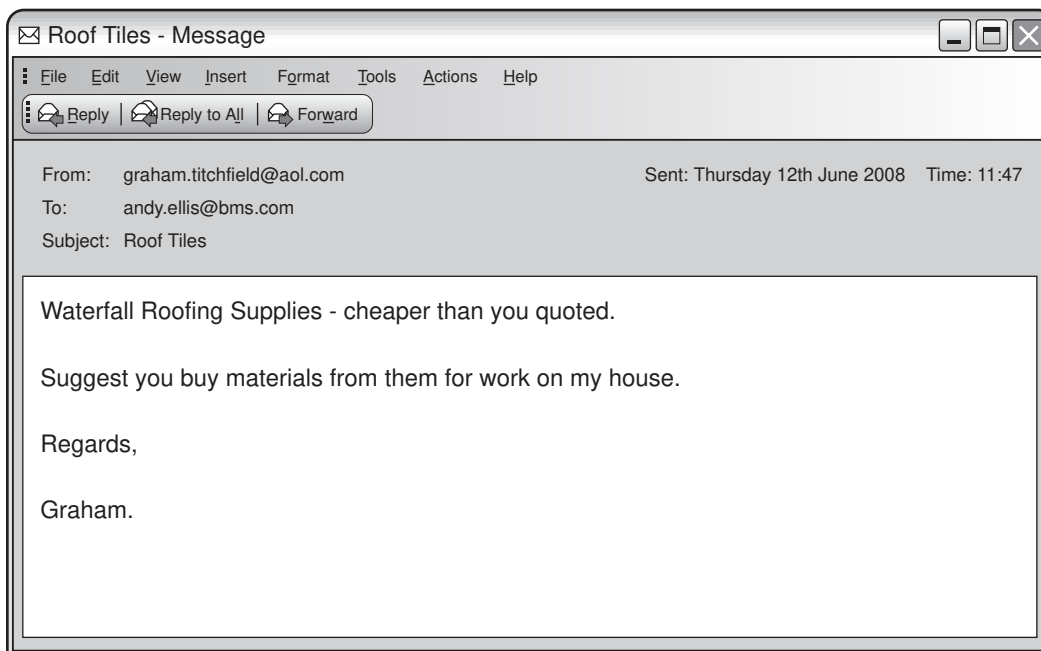 Roof Tiles - Message
File Edit View Insert Format Tools Actions Help
Reply Reply to All Forward
From: graham.titchfield@aol.com Sent: Thursday 12th June 2008 Time: 11:47
To: andy.ellis@bms.com
Subject: Roof Tiles
Waterfall Roofing Supplies - cheaper than you quoted.
Suggest you buy materials from them for work on my house.
Regards,
Graham.